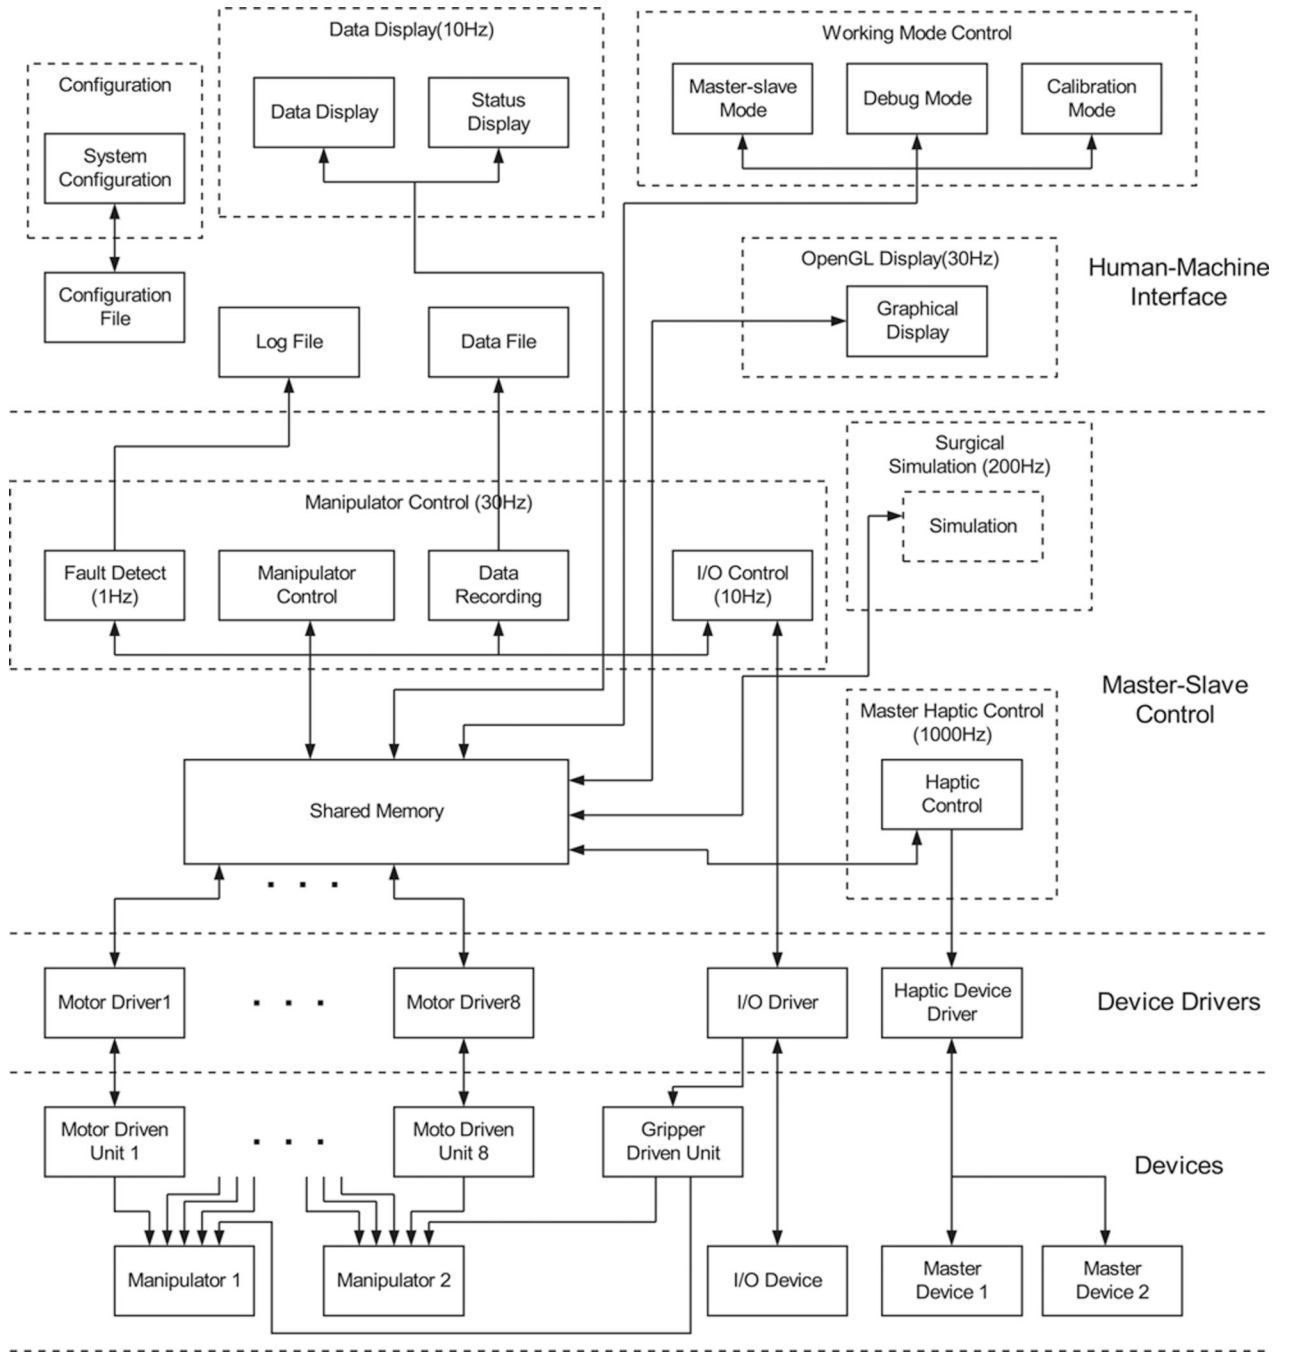 Data Display(10Hz)
Working Mode Control
Configuration
Data Display
Status
Display
Master-slave
Mode
Debug Mode
Calibration
Mode
System
Configuration
OpenGL Display(30Hz)
Human-Machine
Interface
Configuration
File
Graphical
Display
Log File
Data File
Surgical
Simulation (200Hz)
Manipulator Control (30Hz)
Simulation
Fault Detect
(1Hz)
Manipulator
Control
Data
Recording
I/O Control
(10Hz)
Master-Slave
Control
Master Haptic Control
(1000Hz)
Shared Memory
Haptic
Control
. . .
Motor Driver1
. . .
Motor Driver8
I/O Driver
Haptic Device
Driver
Device Drivers
Motor Driven
Unit 1
. . .
Moto Driven
Unit 8
Gripper
Driven Unit
Devices
Manipulator 1
Manipulator 2
I/O Device
Master
Device 1
Master
Device 2